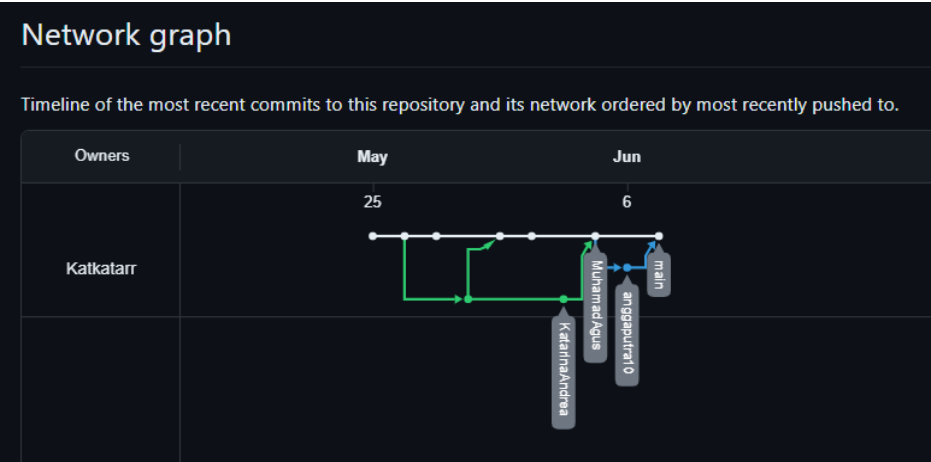 Network graph
Timeline of the most recent commits to this repository and its network ordered by most recently pushed to.
Owners
May
Jun
25
6
Katkatarr
main
MuhamadAgus
anggaputra10
KatarinaAndrea